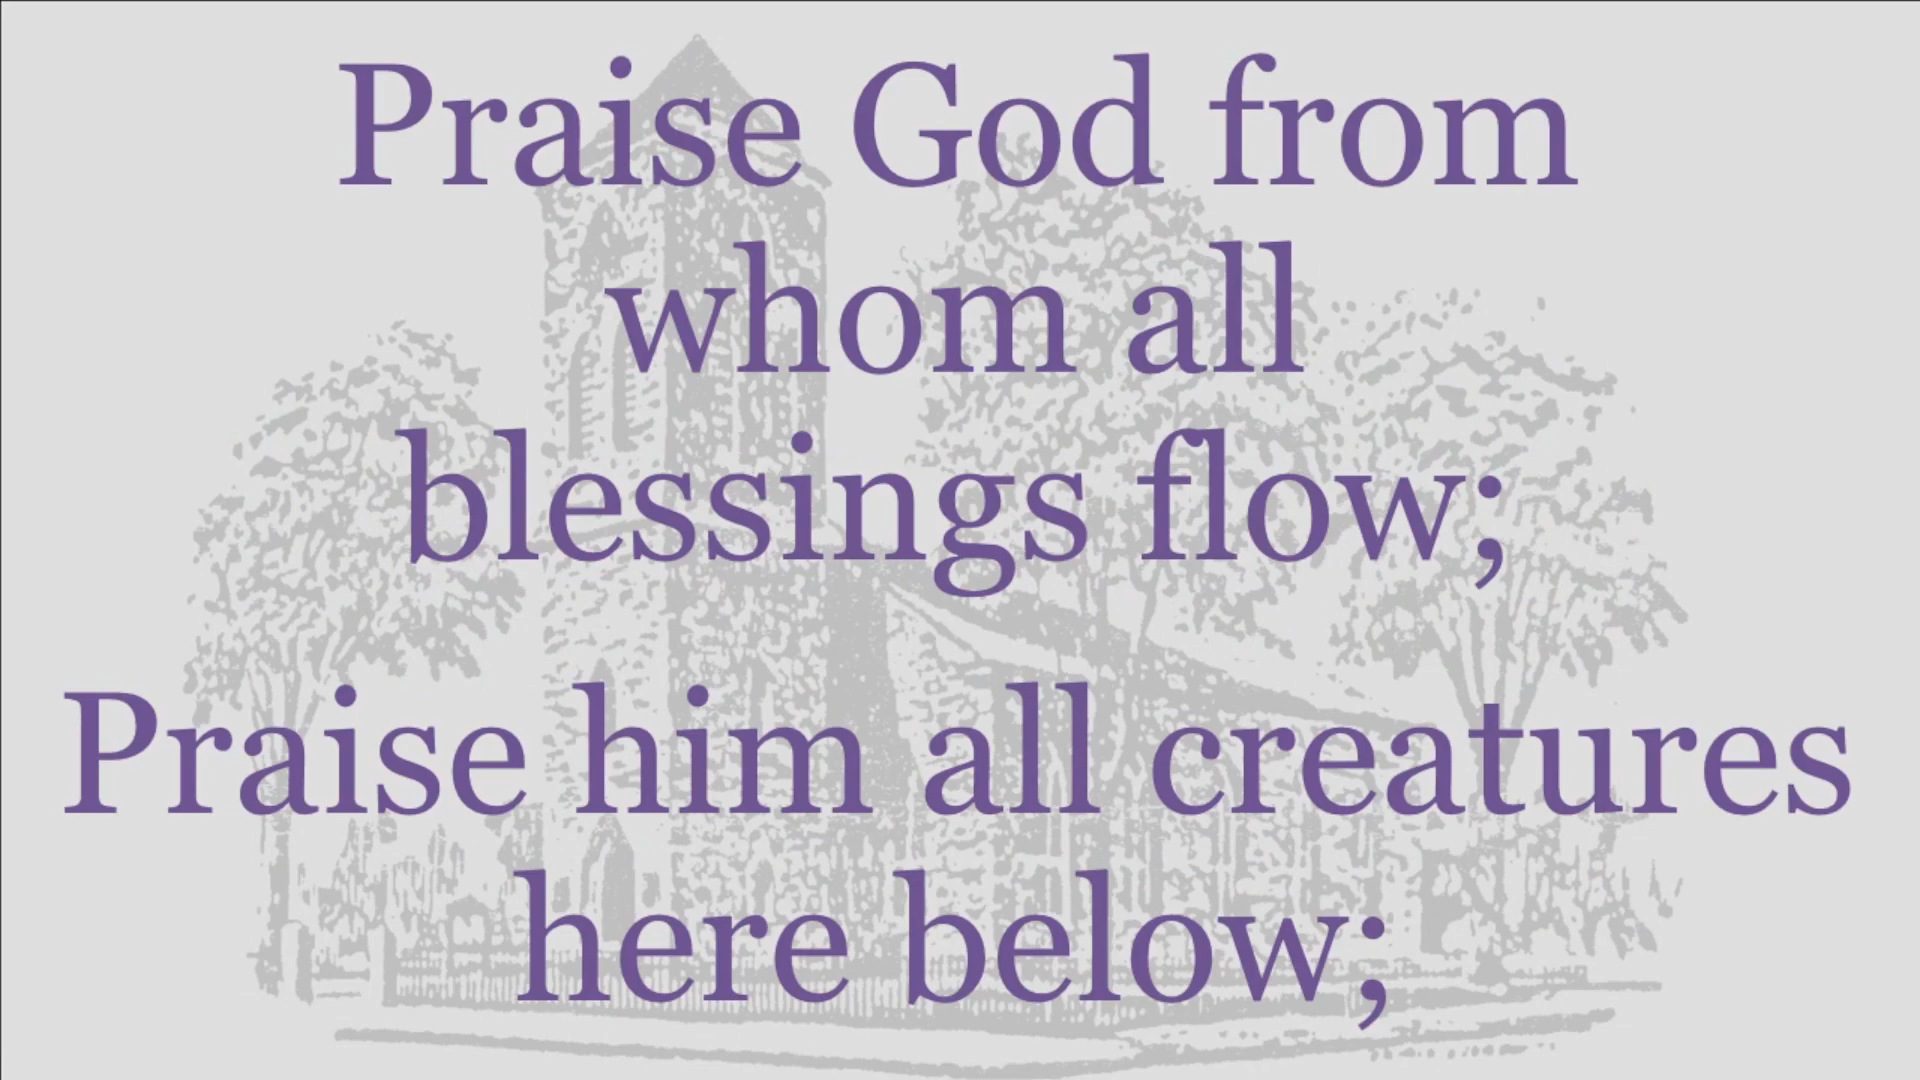 Praise God from
whom all
blessings flow;
Praise him all creatures
here below;